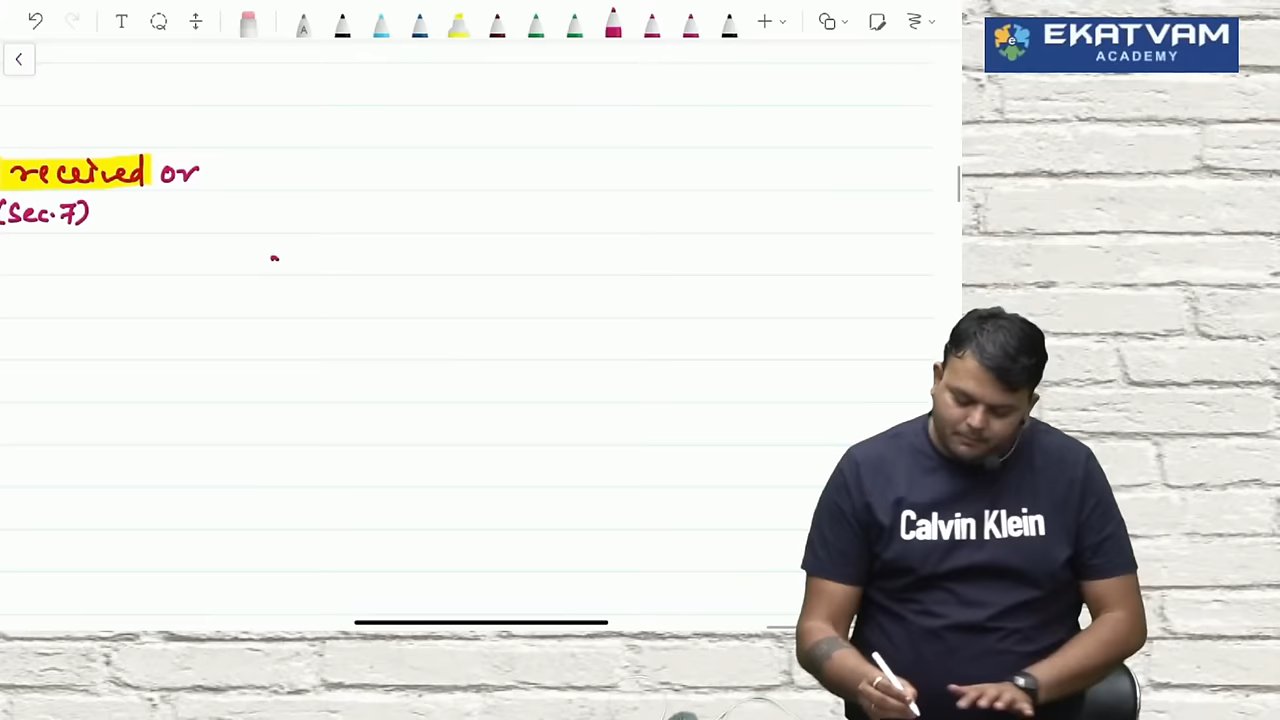 EKATVAM
ACADEMY
received or
(Sec. 7)
Calvin Klein